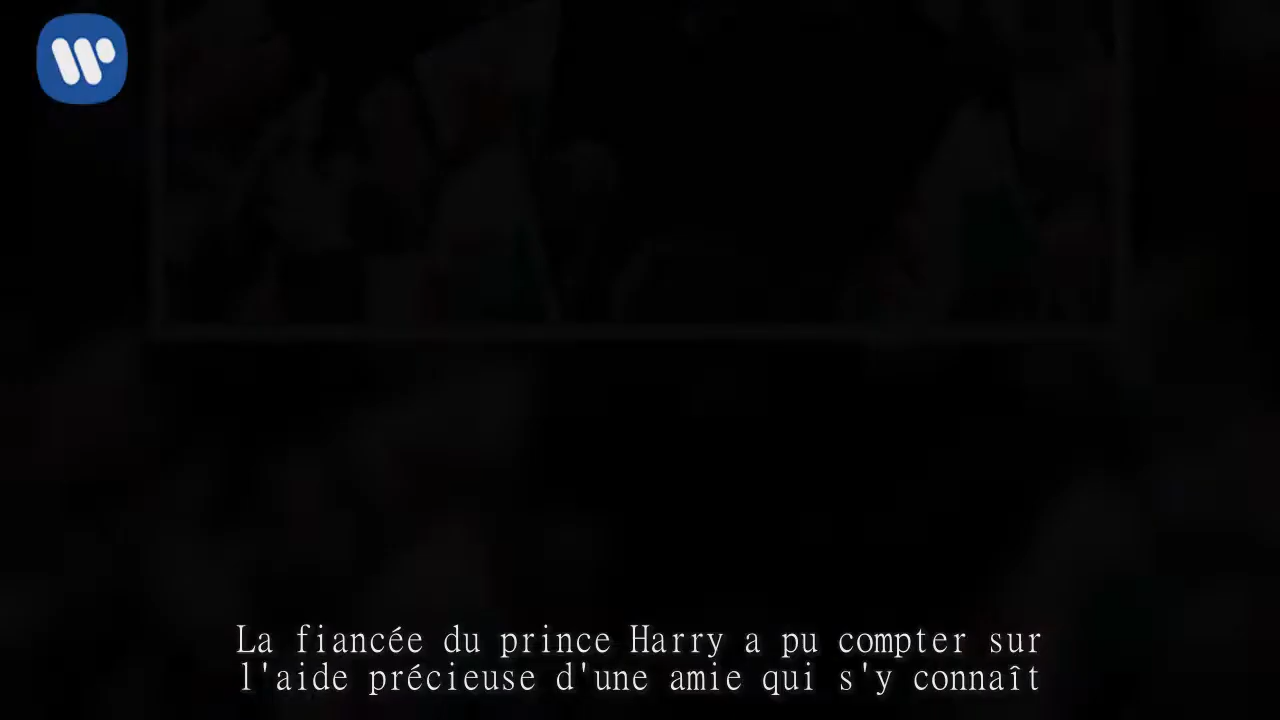 La fiancée du prince Harry a pu compter sur
l'aide précieuse d'une amie qui s'y connaît